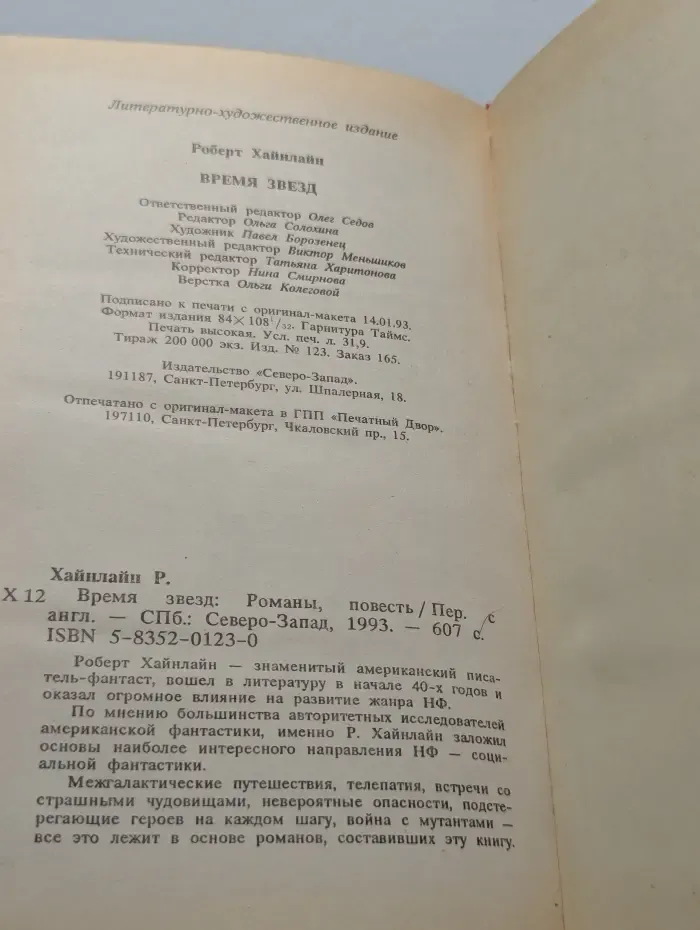 Литературно-художественное издание
Роберт Хайнлайн
ВРЕМЯ ЗВЕЗД
Ответственный редактор Олег Седов
Редактор Ольга Солохина
Художник Павел Борозенец
Художественный редактор Виктор Меньшиков
Технический редактор Татьяна Харитонова
Корректор Нина Смирнова
Верстка Ольги Колеговой
Подписано к печати с оригинал-макета 14.01.93.
Формат издания 84×108¹/₃₂. Гарнитура Таймс.
Печать высокая. Усл. печ. л. 31,9.
Тираж 200 000 экз. Изд. № 123. Заказ 165.
Издательство «Северо-Запад».
191187, Санкт-Петербург, ул. Шпалерная, 18.
Отпечатано с оригинал-макета в ГПП «Печатный Двор».
197110, Санкт-Петербург, Чкаловский пр., 15.
Хайнлайн Р.
Х 12 Время звезд: Романы, повесть / Пер. с
англ. — СПб.: Северо-Запад, 1993. — 607 с.
ISBN 5-8352-0123-0
Роберт Хайнлайн — знаменитый американский писа-
тель-фантаст, вошел в литературу в начале 40-х годов и
оказал огромное влияние на развитие жанра НФ.
По мнению большинства авторитетных исследователей
американской фантастики, именно Р. Хайнлайн заложил
основы наиболее интересного направления НФ — соци-
альной фантастики.
Межгалактические путешествия, телепатия, встречи со
страшными чудовищами, невероятные опасности, подсте-
регающие героев на каждом шагу, война с мутантами —
все это лежит в основе романов, составивших эту книгу.